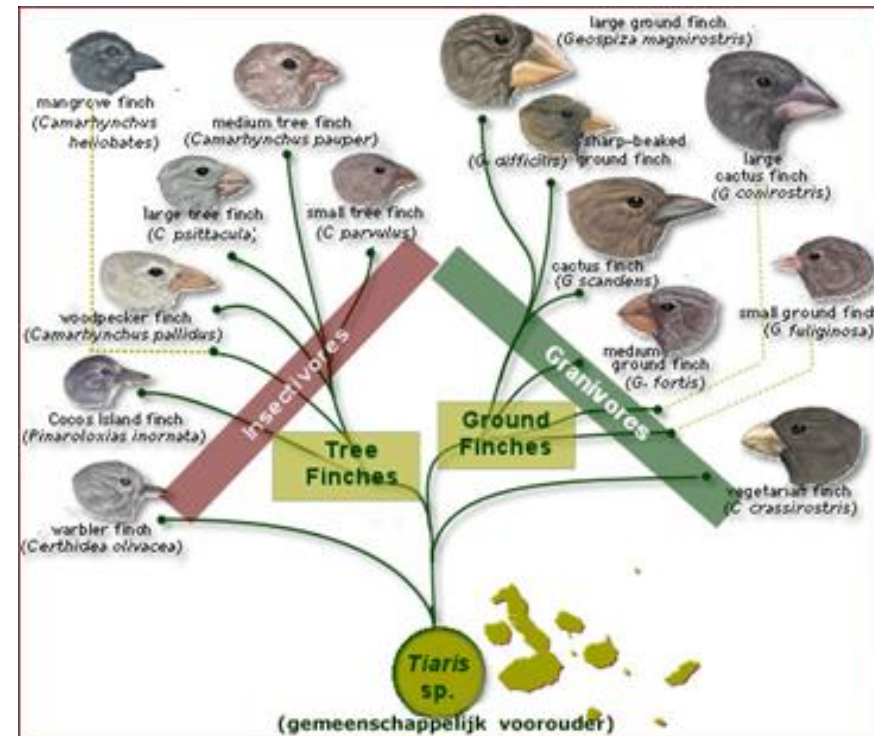 large ground finch
(Geospiza magnirostris)
mangrove finch
(Camarhynchus
heliobates)
medium tree finch
(Camarhynchus pauper)
sharp-beaked
ground finch
(G difficilis)
large
cactus finch
(G conirostris)
large tree finch
(C psittacula)
small tree finch
(C parvulus)
cactus finch
(G scandens)
woodpecker finch
(Camarhynchus pallidus)
small ground finch
(G fuliginosa)
medium
ground finch
(G. fortis)
Insectivores
Granivores
Cocos Island finch
(Pinaroloxias inornata)
Tree
Finches
Ground
Finches
vegetarian finch
(C crassirostris)
warbler finch
(Certhidea olivacea)
Tiaris
sp.
(gemeenschappelijk voorouder)